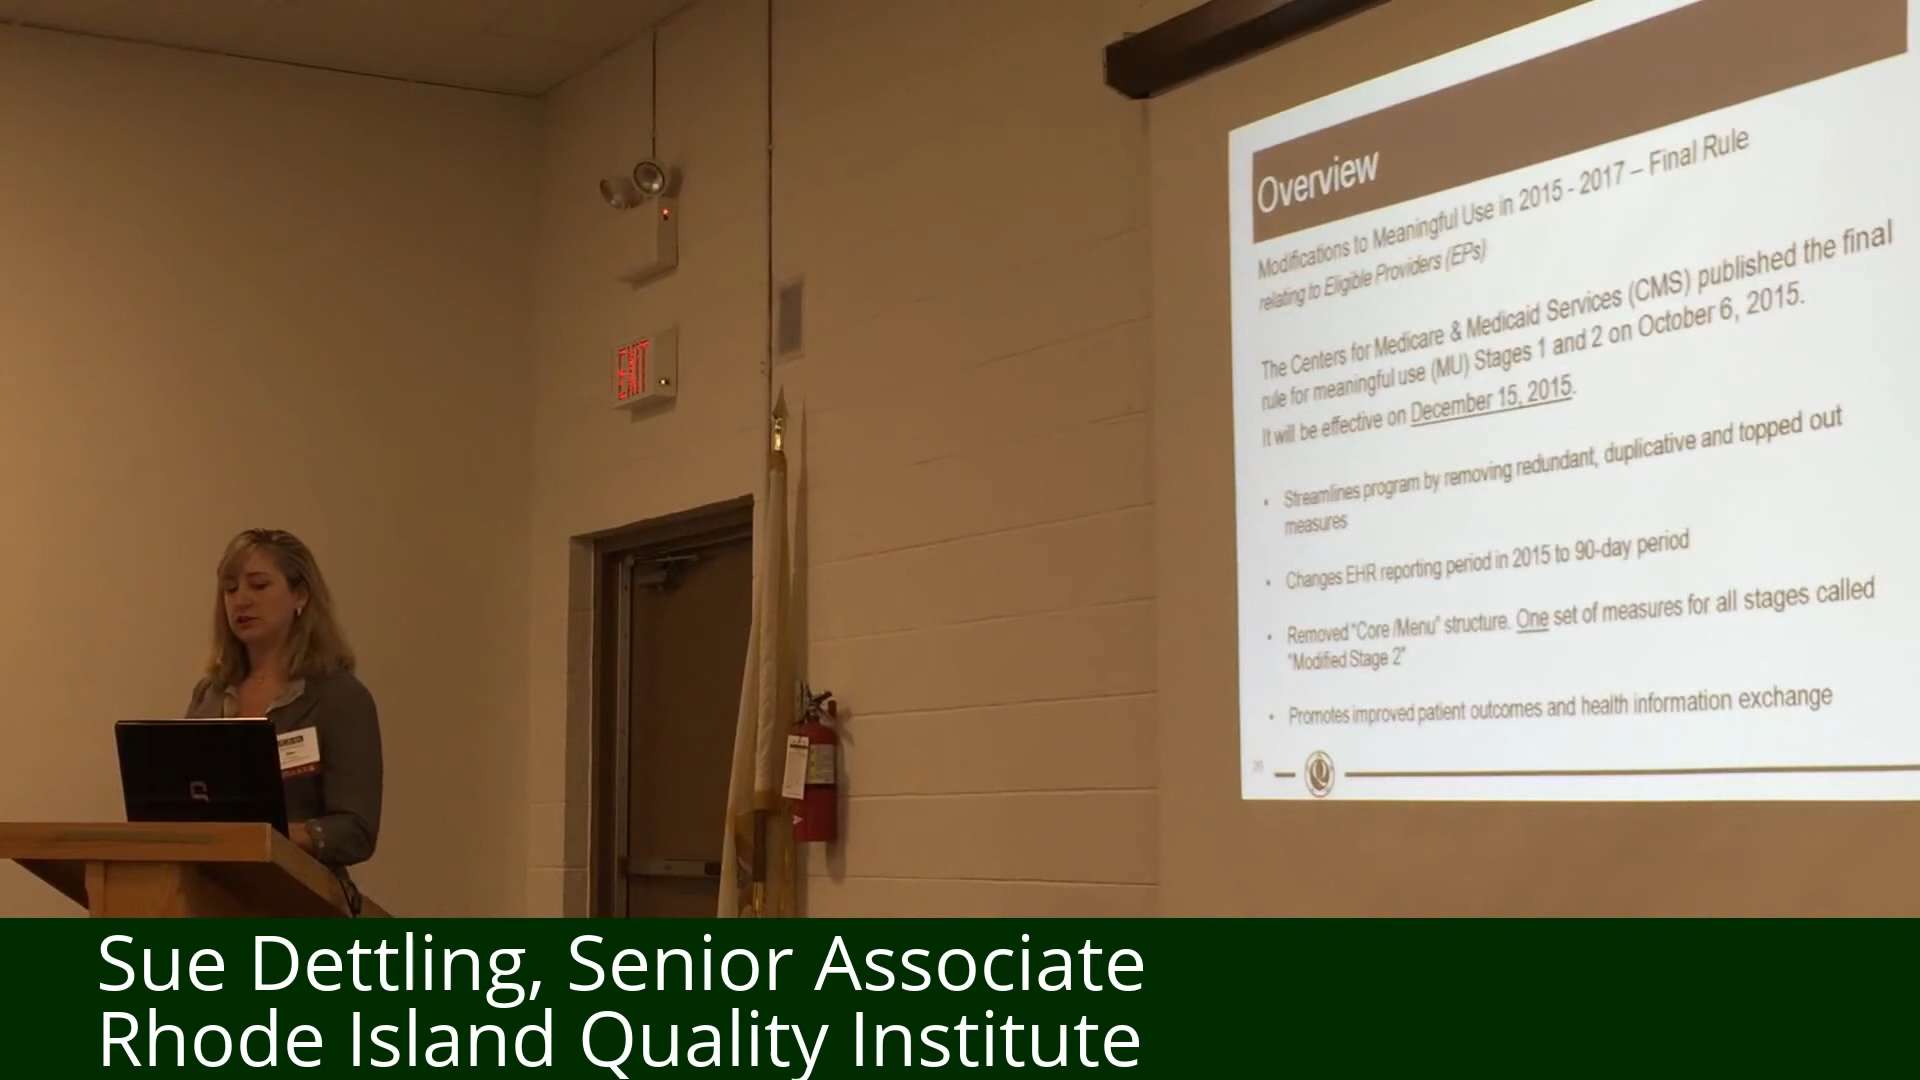 Overview
Modifications to Meaningful Use in 2015 - 2017 – Final Rule
relating to Eligible Providers (EPs)
The Centers for Medicare & Medicaid Services (CMS) published the final
rule for meaningful use (MU) Stages 1 and 2 on October 6, 2015.
It will be effective on December 15, 2015.
• Streamlines program by removing redundant, duplicative and topped out
measures
• Changes EHR reporting period in 2015 to 90-day period
• Removed "Core /Menu" structure. One set of measures for all stages called
"Modified Stage 2"
• Promotes improved patient outcomes and health information exchange
EXIT
Sue Dettling, Senior Associate
Rhode Island Quality Institute